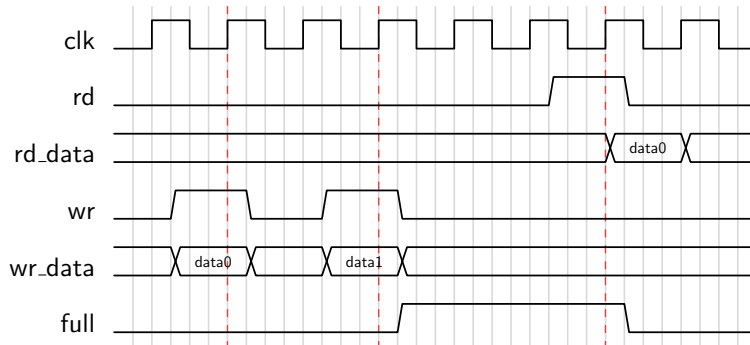 clk
rd
rd_data
data0
wr
wr_data
data0
data1
full